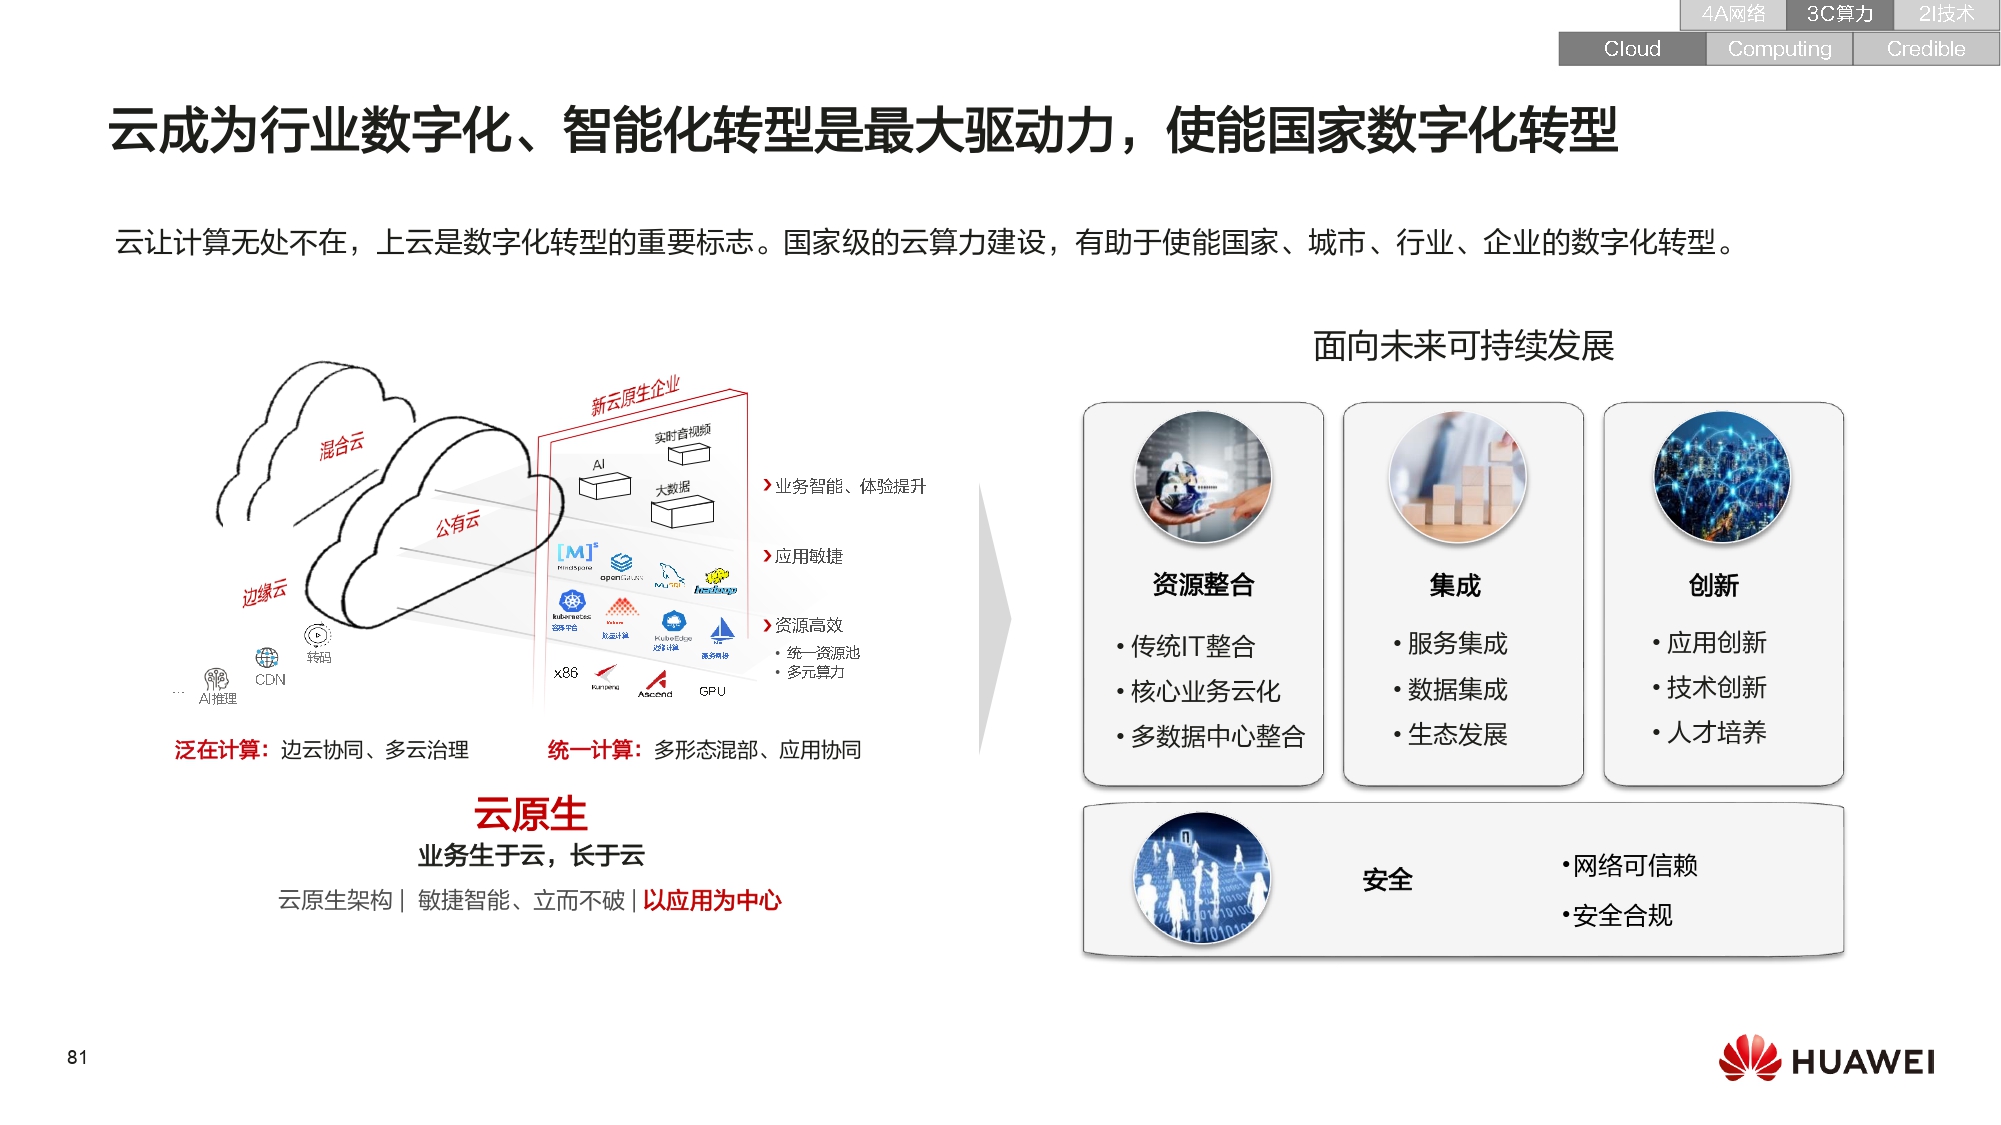 4A网络 3C算力 2I技术
Cloud Computing Credible
云成为行业数字化、智能化转型是最大驱动力，使能国家数字化转型
云让计算无处不在，上云是数字化转型的重要标志。国家级的云算力建设，有助于使能国家、城市、行业、企业的数字化转型。
混合云
公有云
边缘云
转码
CDN
AI推理
...
新云原生企业
实时音视频
AI
大数据
[M]s
MindSpore
openGauss
MySQL
hadoop
kubernetes
容器平台
Volcano
批量计算
KubeEdge
边缘计算
服务网格
x86
Kunpeng
Ascend
GPU
业务智能、体验提升
应用敏捷
资源高效
• 统一资源池
• 多元算力
泛在计算：边云协同、多云治理
统一计算：多形态混部、应用协同
云原生
业务生于云，长于云
云原生架构 | 敏捷智能、立而不破 | 以应用为中心
面向未来可持续发展
资源整合
• 传统IT整合
• 核心业务云化
• 多数据中心整合
集成
• 服务集成
• 数据集成
• 生态发展
创新
• 应用创新
• 技术创新
• 人才培养
安全
•网络可信赖
•安全合规
81
HUAWEI